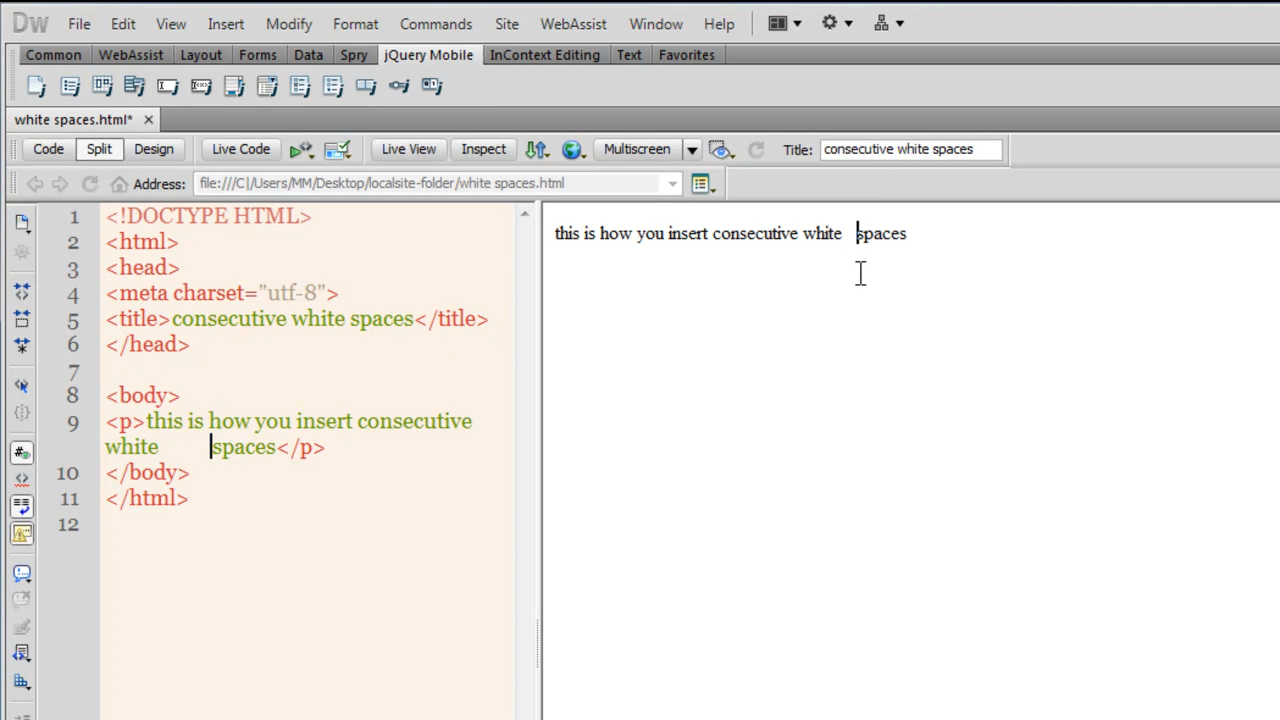 Dw File Edit View Insert Modify Format Commands Site WebAssist Window Help
Common WebAssist Layout Forms Data Spry jQuery Mobile InContext Editing Text Favorites
white spaces.html* ×
Code Split Design Live Code Live View Inspect Multiscreen Title: consecutive white spaces
Address: file:///C|/Users/MM/Desktop/localsite-folder/white spaces.html
1 <!DOCTYPE HTML>
2 <html>
3 <head>
4 <meta charset="utf-8">
5 <title>consecutive white spaces</title>
6 </head>
7
8 <body>
9 <p>this is how you insert consecutive
white spaces</p>
10 </body>
11 </html>
12
this is how you insert consecutive white spaces